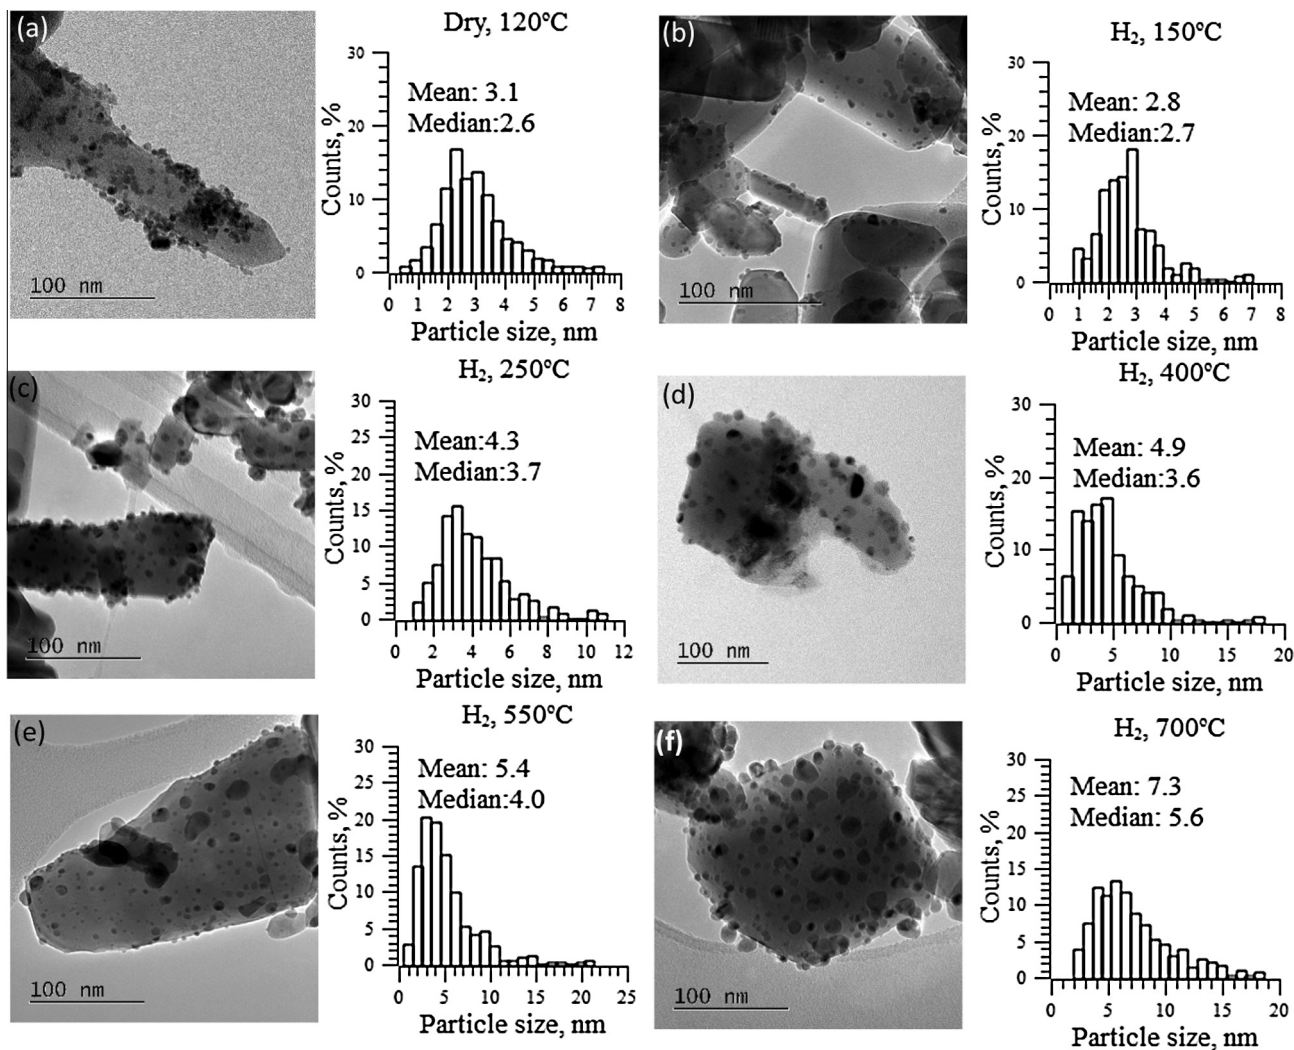 (a)
100 nm
Dry, 120ºC
Mean: 3.1
Median:2.6
Counts, %
30
20
10
0
0 1 2 3 4 5 6 7 8
Particle size, nm
(b)
100 nm
H₂, 150ºC
Mean: 2.8
Median:2.7
Counts, %
30
20
10
0
0 1 2 3 4 5 6 7 8
Particle size, nm
(c)
100 nm
H₂, 250ºC
Mean:4.3
Median:3.7
Counts, %
30
25
20
15
10
5
0
0 2 4 6 8 10 12
Particle size, nm
(d)
100 nm
H₂, 400ºC
Mean: 4.9
Median:3.6
Counts, %
30
20
10
0
0 5 10 15 20
Particle size, nm
(e)
100 nm
H₂, 550ºC
Mean: 5.4
Median:4.0
Counts, %
30
25
20
15
10
5
0
0 5 10 15 20 25
Particle size, nm
(f)
100 nm
H₂, 700ºC
Mean: 7.3
Median: 5.6
Counts, %
30
25
20
15
10
5
0
0 5 10 15 20
Particle size, nm